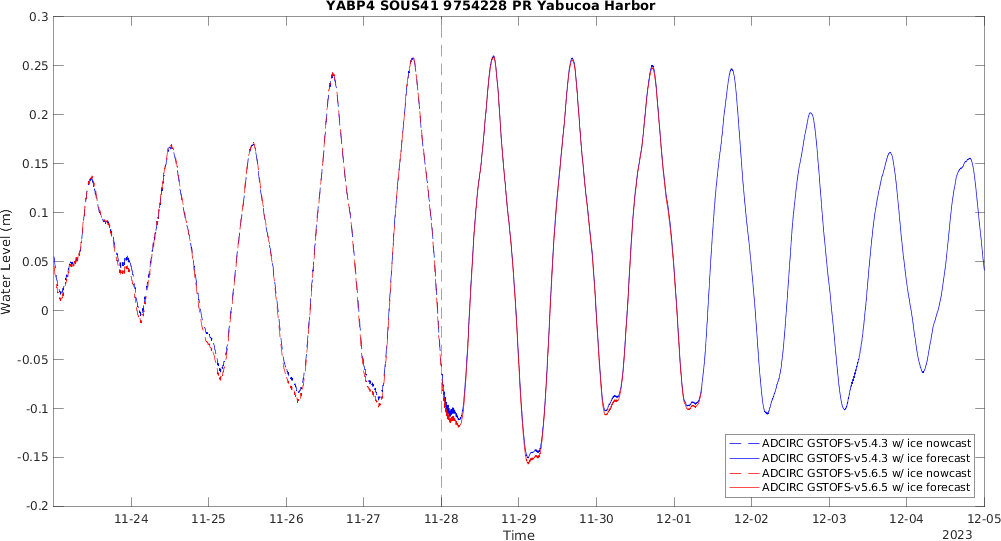 YABP4 SOUS41 9754228 PR Yabucoa Harbor
0.3
0.25
0.2
0.15
0.1
0.05
0
-0.05
-0.1
-0.15
-0.2
Water Level (m)
ADCIRC GSTOFS-v5.4.3 w/ ice nowcast
ADCIRC GSTOFS-v5.4.3 w/ ice forecast
ADCIRC GSTOFS-v5.6.5 w/ ice nowcast
ADCIRC GSTOFS-v5.6.5 w/ ice forecast
11-24 11-25 11-26 11-27 11-28 11-29 11-30 12-01 12-02 12-03 12-04 12-05
Time
2023